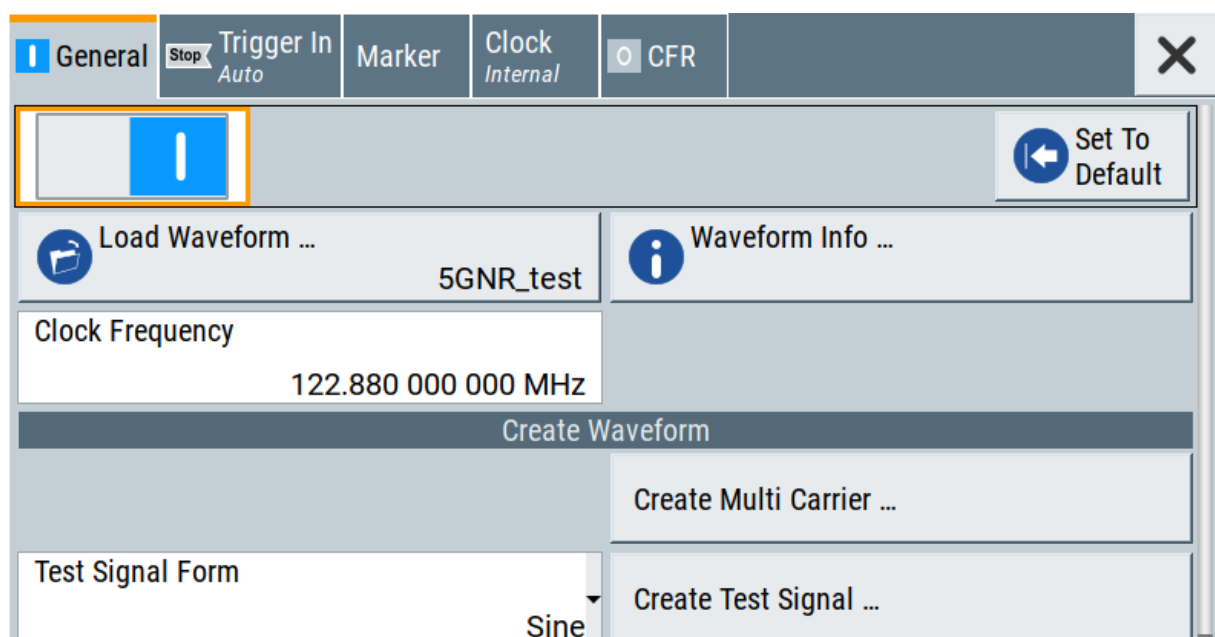 General
Stop
Trigger In
Auto
Marker
Clock
Internal
CFR
Set To
Default
Load Waveform ...
5GNR_test
Waveform Info ...
Clock Frequency
122.880 000 000 MHz
Create Waveform
Create Multi Carrier ...
Test Signal Form
Sine
Create Test Signal ...